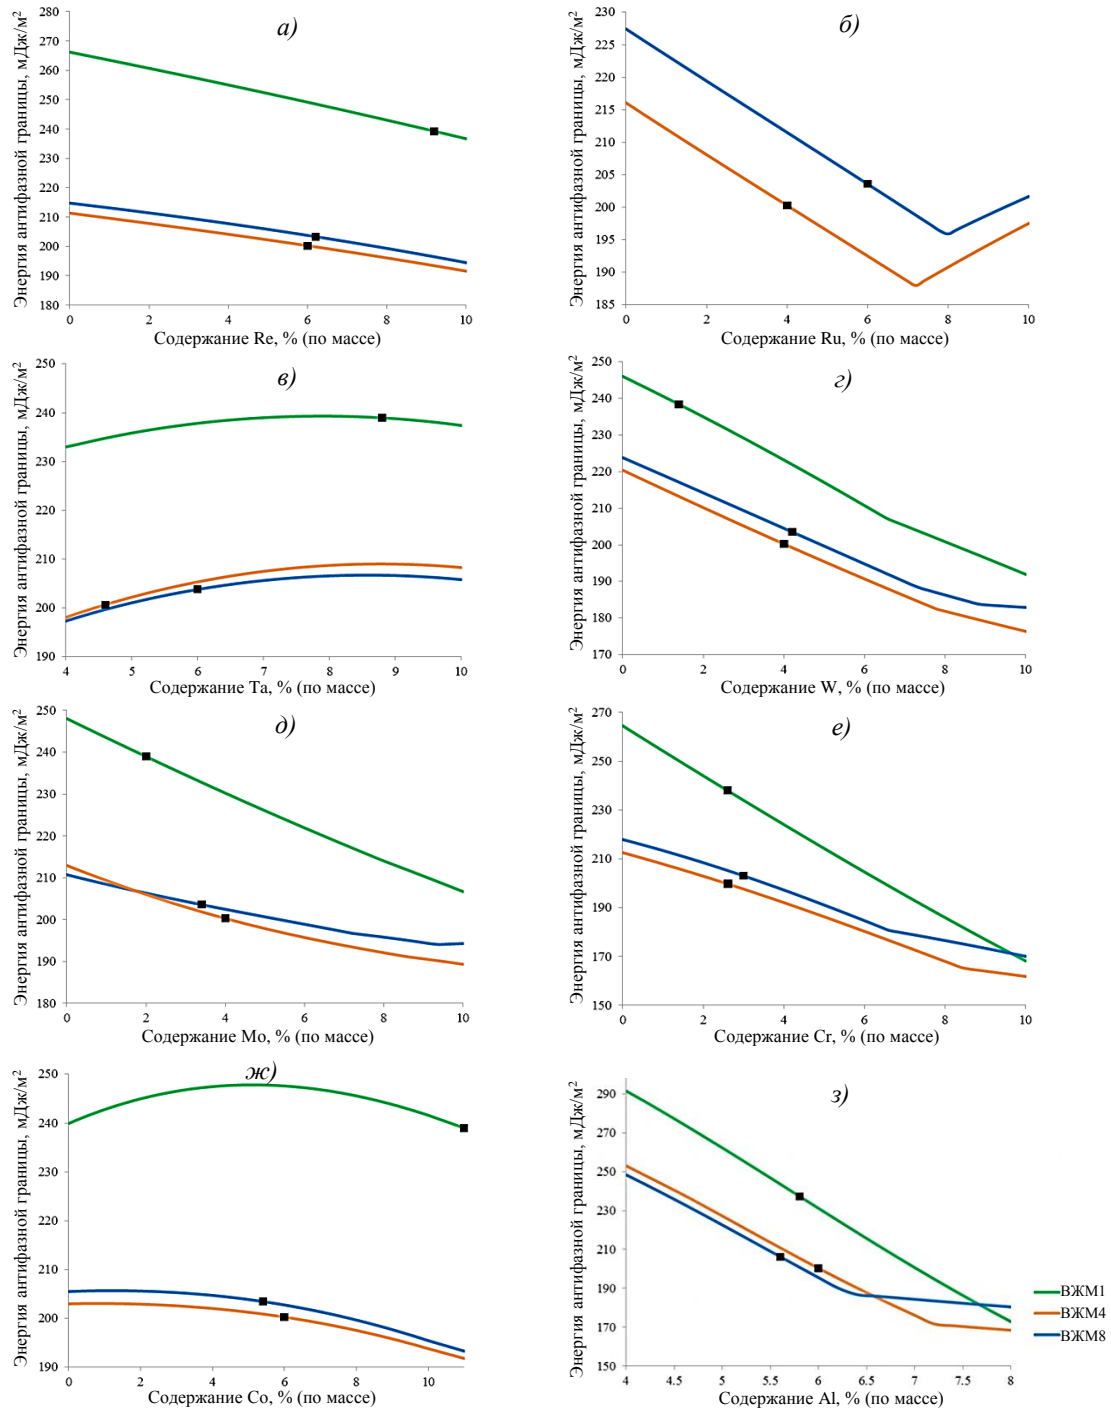 а)
Энергия антифазной границы, мДж/м²
280
270
260
250
240
230
220
210
200
190
180
0 2 4 6 8 10
Содержание Re, % (по массе)
б)
Энергия антифазной границы, мДж/м²
230
225
220
215
210
205
200
195
190
185
0 2 4 6 8 10
Содержание Ru, % (по массе)
в)
Энергия антифазной границы, мДж/м²
250
240
230
220
210
200
190
4 5 6 7 8 9 10
Содержание Ta, % (по массе)
г)
Энергия антифазной границы, мДж/м²
250
240
230
220
210
200
190
180
170
0 2 4 6 8 10
Содержание W, % (по массе)
д)
Энергия антифазной границы, мДж/м²
250
240
230
220
210
200
190
180
0 2 4 6 8 10
Содержание Mo, % (по массе)
е)
Энергия антифазной границы, мДж/м²
270
250
230
210
190
170
150
0 2 4 6 8 10
Содержание Cr, % (по массе)
ж)
Энергия антифазной границы, мДж/м²
250
240
230
220
210
200
190
0 2 4 6 8 10
Содержание Co, % (по массе)
з)
Энергия антифазной границы, мДж/м²
290
270
250
230
210
190
170
150
4 4.5 5 5.5 6 6.5 7 7.5 8
Содержание Al, % (по массе)
ВЖМ1
ВЖМ4
ВЖМ8